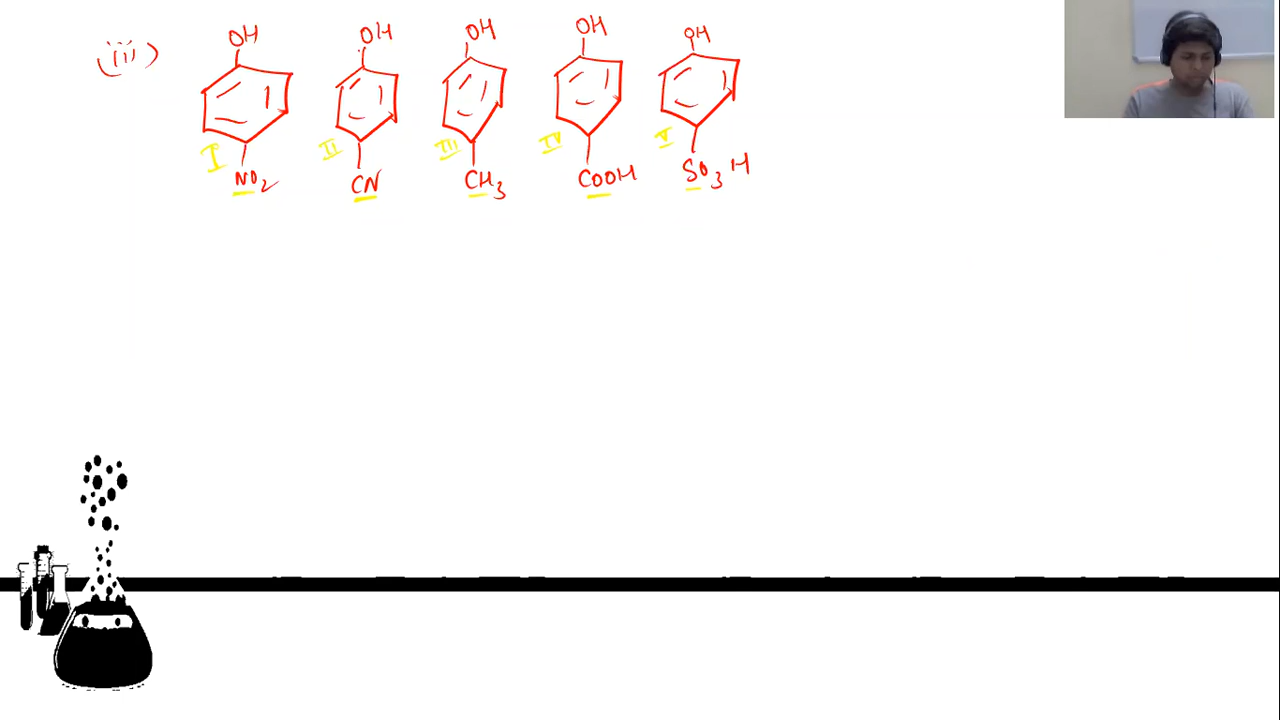 (ii)
OH OH OH OH OH
I II III IV V
NO2 CN CH3 COOH SO3H